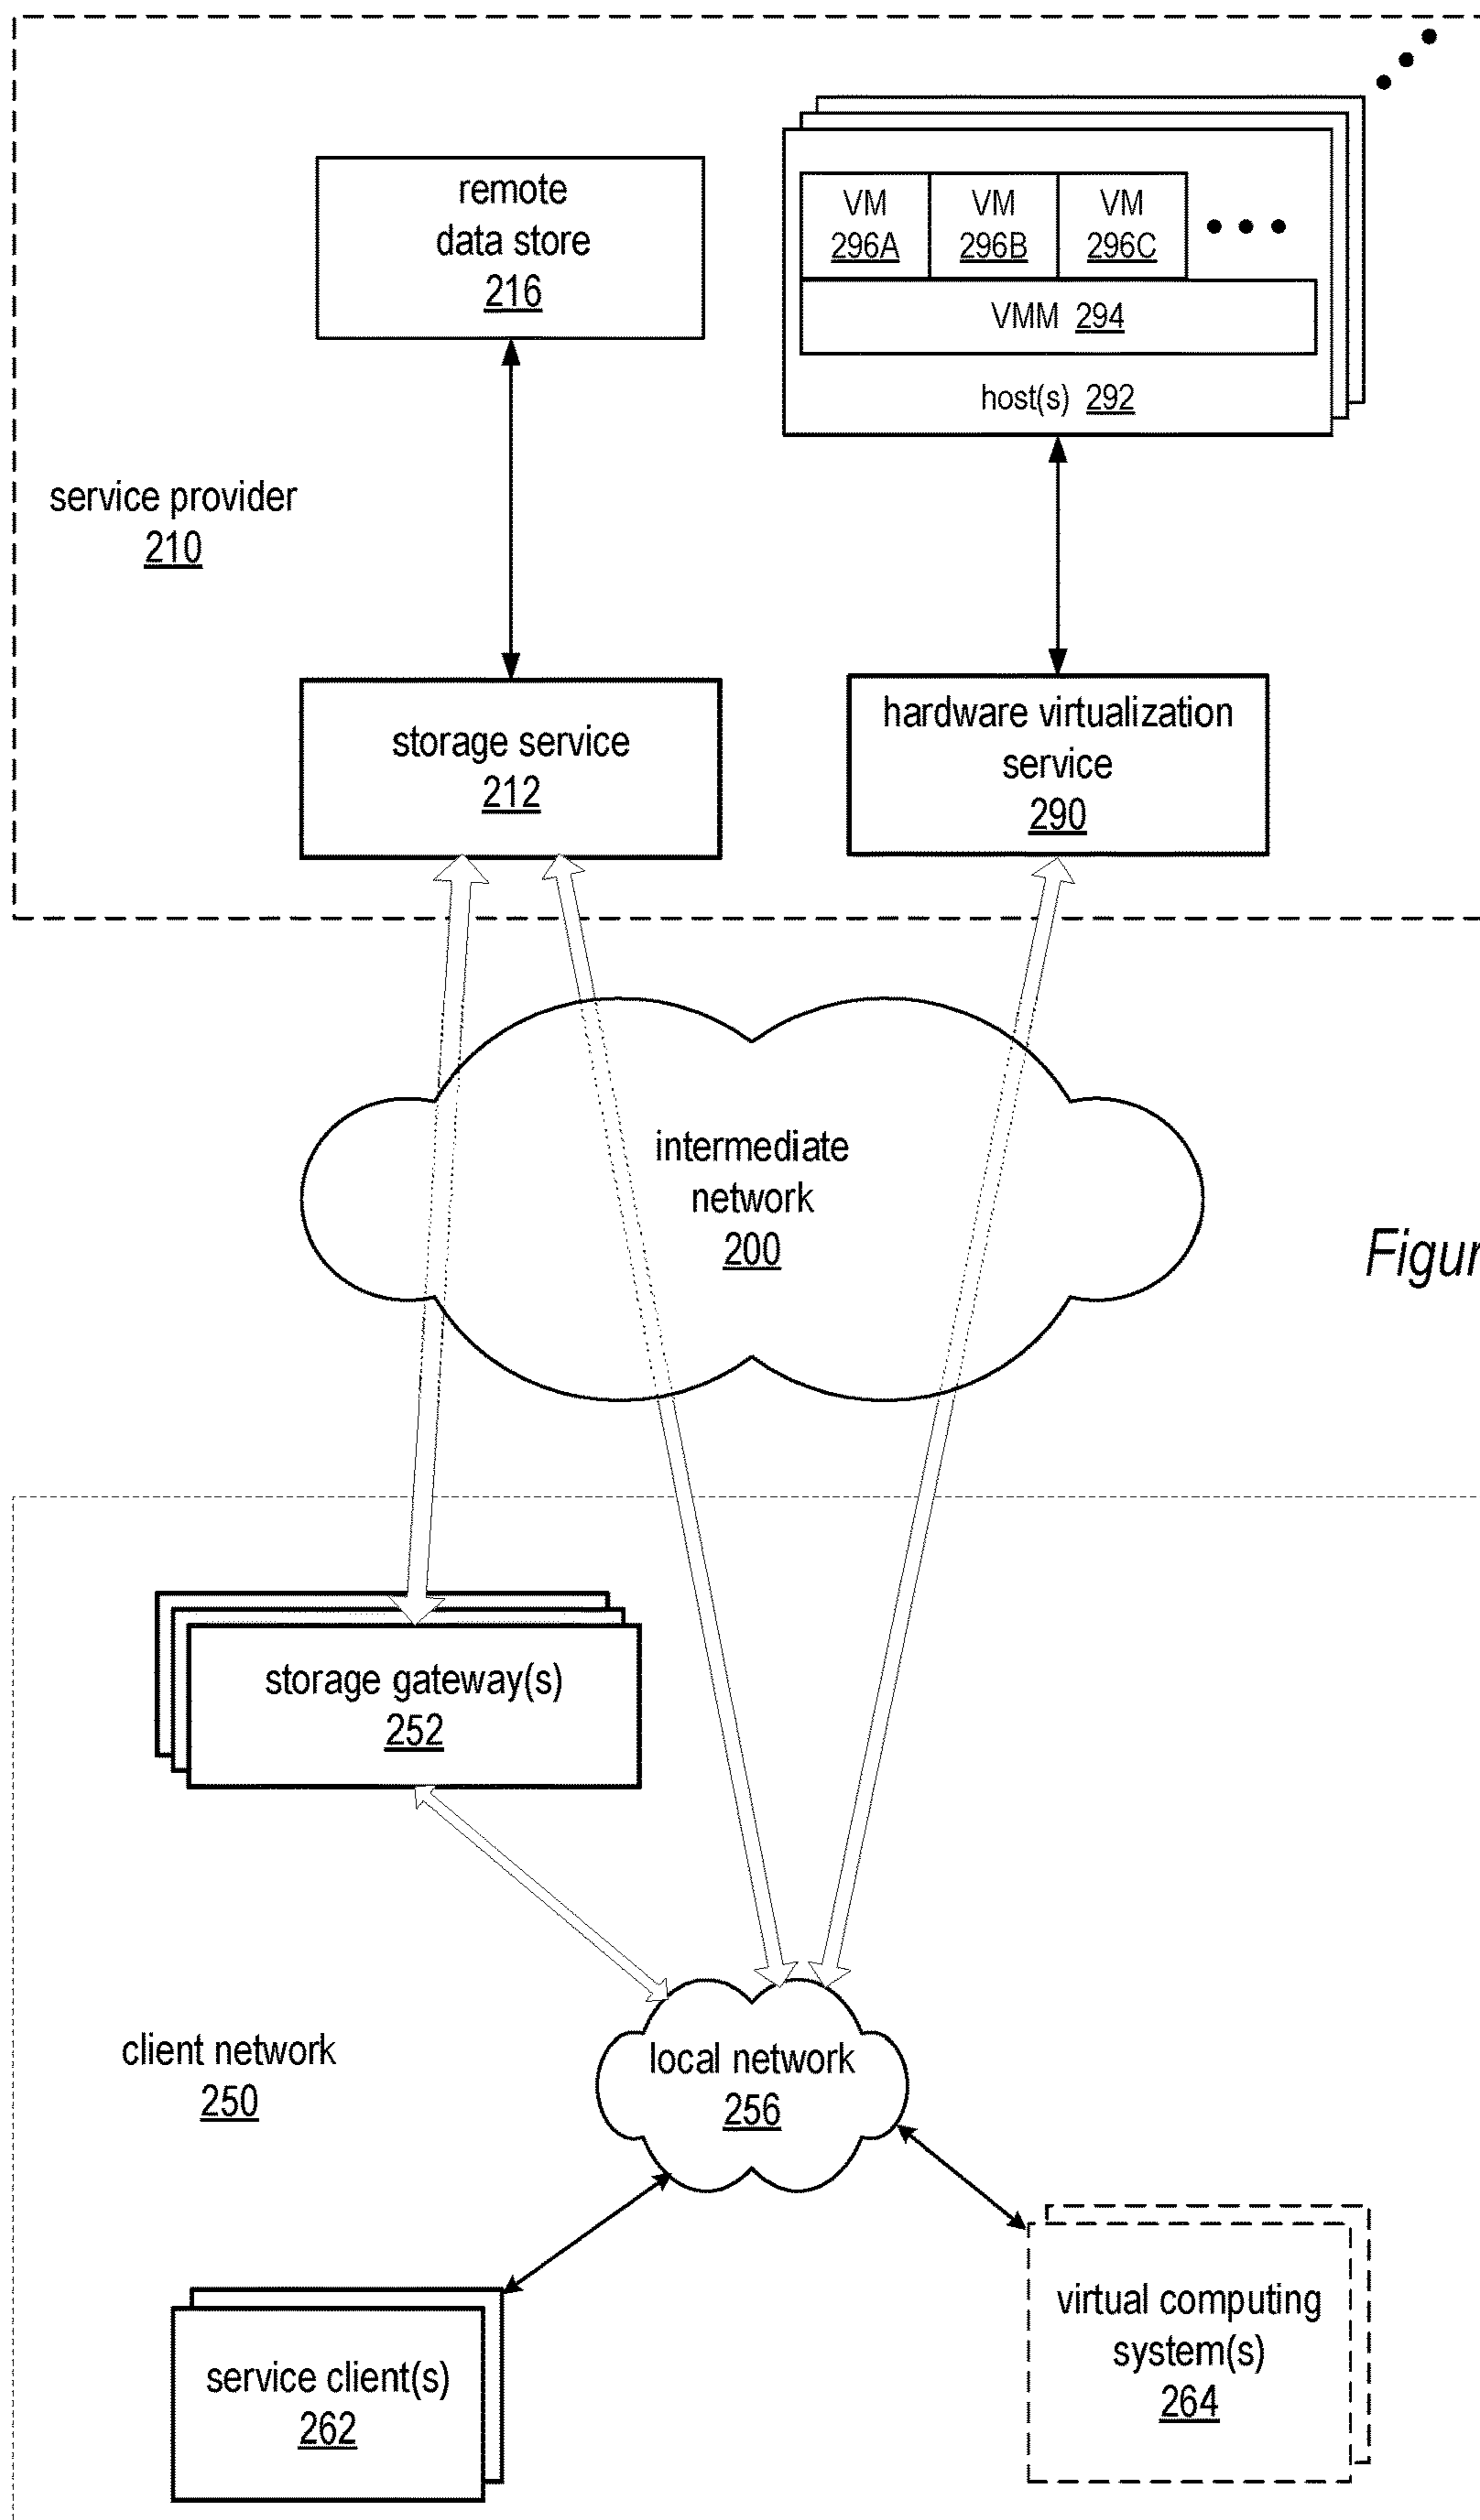 remote
data store
216
VM
296A
VM
296B
VM
296C
VMM 294
host(s) 292
service provider
210
storage service
212
hardware virtualization
service
290
intermediate
network
200
Figur
storage gateway(s)
252
client network
250
local network
256
virtual computing
system(s)
264
service client(s)
262